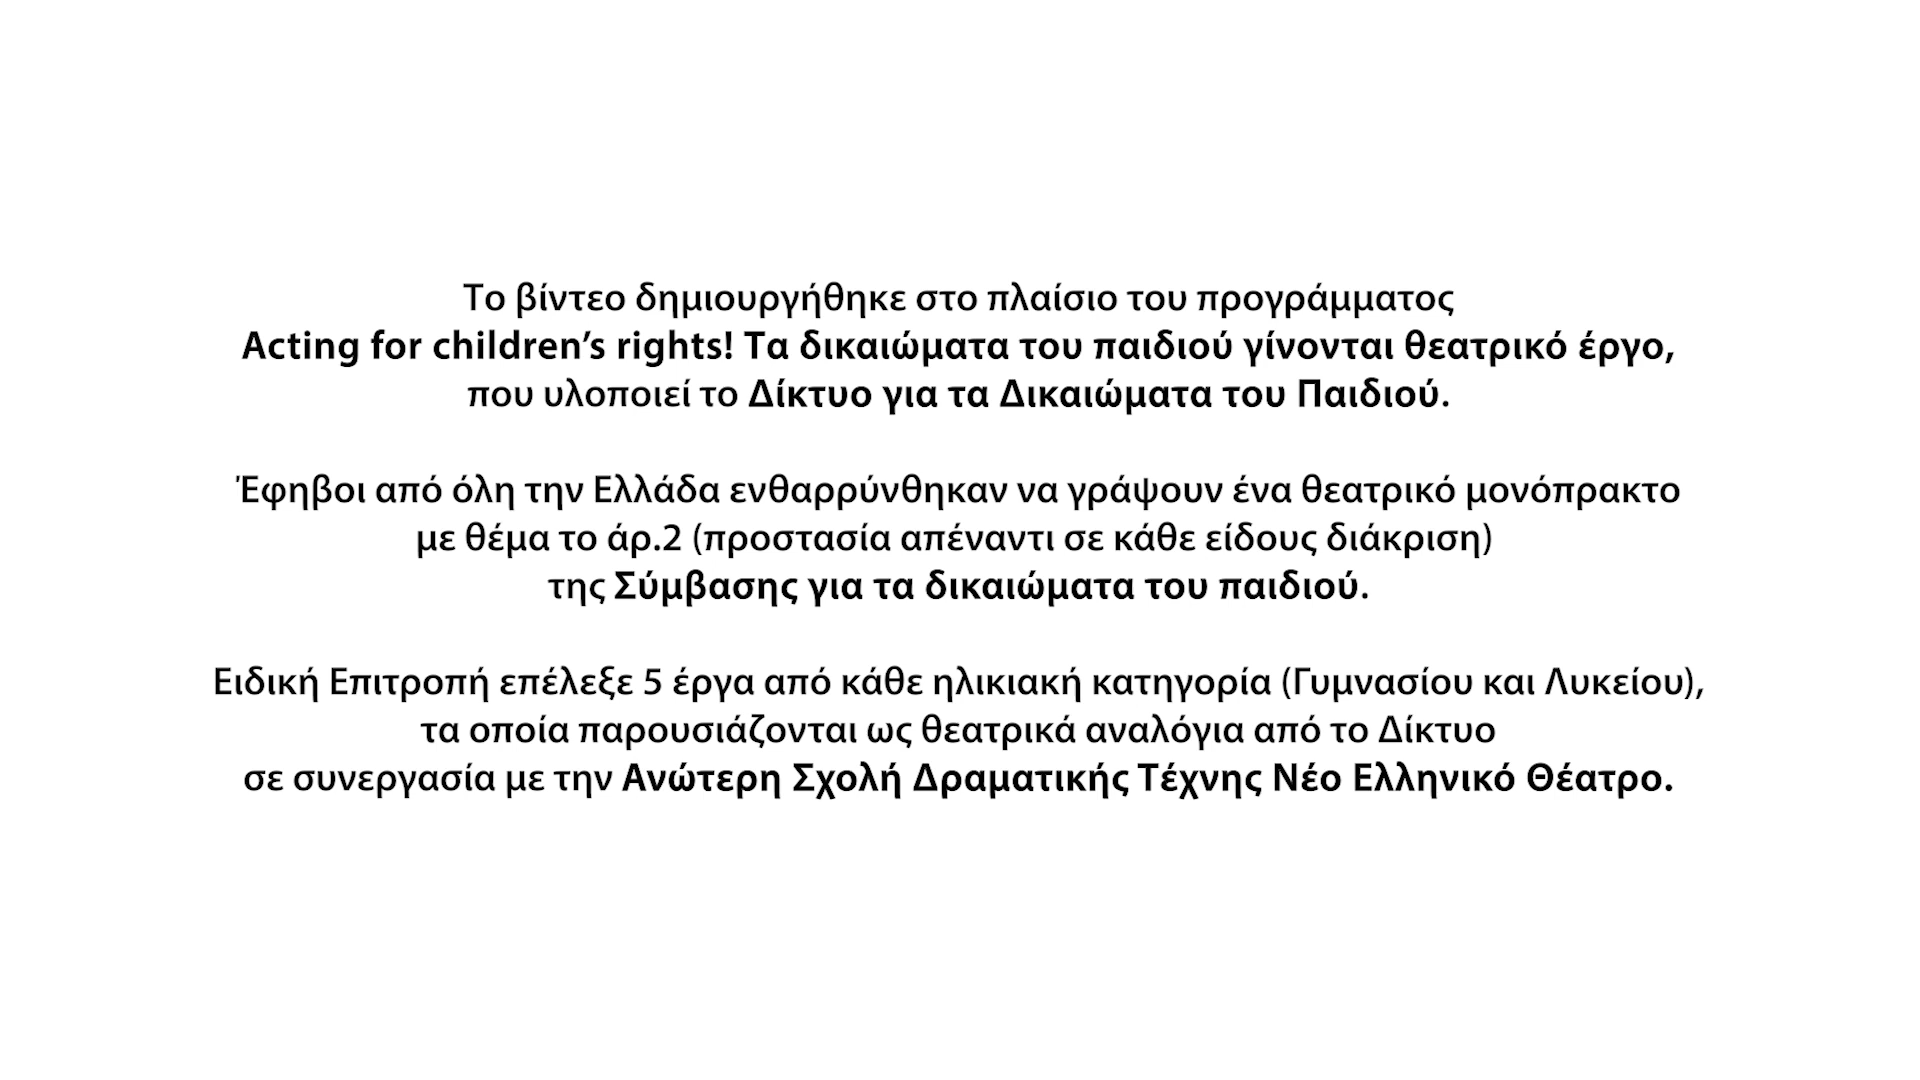 Το βίντεο δημιουργήθηκε στο πλαίσιο του προγράμματος
Acting for children’s rights! Τα δικαιώματα του παιδιού γίνονται θεατρικό έργο,
που υλοποιεί το Δίκτυο για τα Δικαιώματα του Παιδιού.
Έφηβοι από όλη την Ελλάδα ενθαρρύνθηκαν να γράψουν ένα θεατρικό μονόπρακτο
με θέμα το άρ.2 (προστασία απέναντι σε κάθε είδους διάκριση)
της Σύμβασης για τα δικαιώματα του παιδιού.
Ειδική Επιτροπή επέλεξε 5 έργα από κάθε ηλικιακή κατηγορία (Γυμνασίου και Λυκείου),
τα οποία παρουσιάζονται ως θεατρικά αναλόγια από το Δίκτυο
σε συνεργασία με την Ανώτερη Σχολή Δραματικής Τέχνης Νέο Ελληνικό Θέατρο.